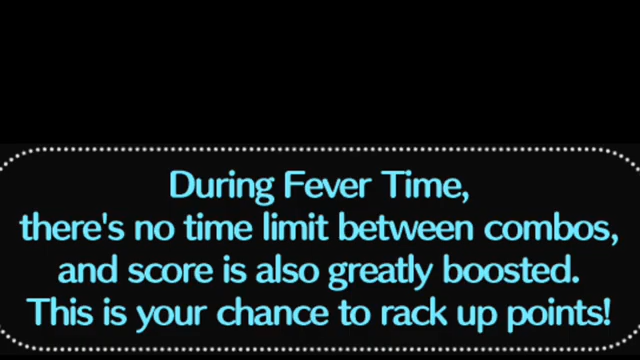 During Fever Time,
there's no time limit between combos,
and score is also greatly boosted.
This is your chance to rack up points!